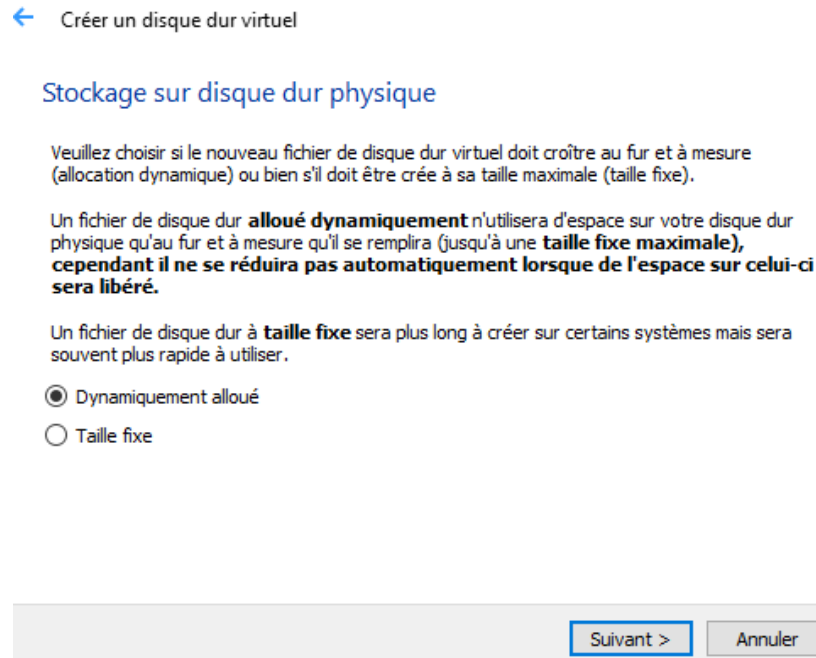 Créer un disque dur virtuel
Stockage sur disque dur physique
Veuillez choisir si le nouveau fichier de disque dur virtuel doit croître au fur et à mesure
(allocation dynamique) ou bien s'il doit être crée à sa taille maximale (taille fixe).
Un fichier de disque dur alloué dynamiquement n'utilisera d'espace sur votre disque dur
physique qu'au fur et à mesure qu'il se remplira (jusqu'à une taille fixe maximale),
cependant il ne se réduira pas automatiquement lorsque de l'espace sur celui-ci
sera libéré.
Un fichier de disque dur à taille fixe sera plus long à créer sur certains systèmes mais sera
souvent plus rapide à utiliser.
Dynamiquement alloué
Taille fixe
Suivant > Annuler